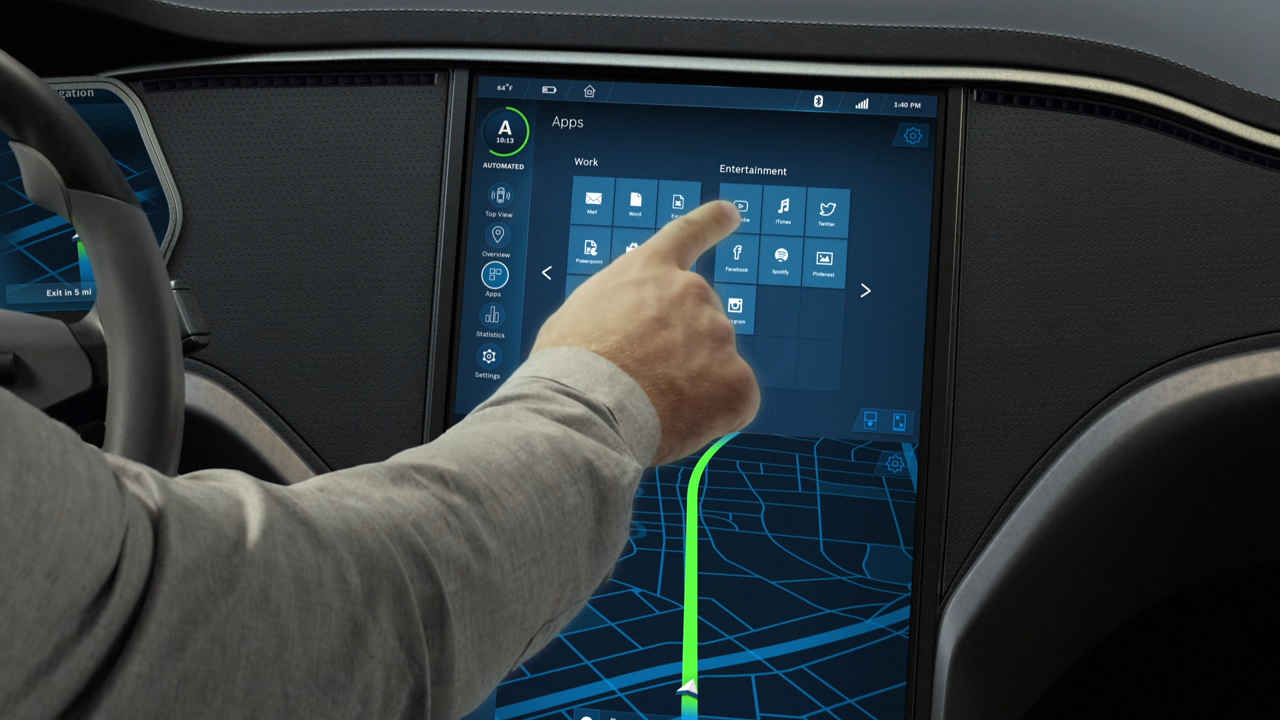 64°F
1:40 PM
Apps
A
10:13
AUTOMATED
Top View
Overview
Apps
Statistics
Settings
Work
Mail
Word
Powerpoint
Entertainment
iTunes
Twitter
Facebook
Spotify
Pinterest
Exit in 5 mi